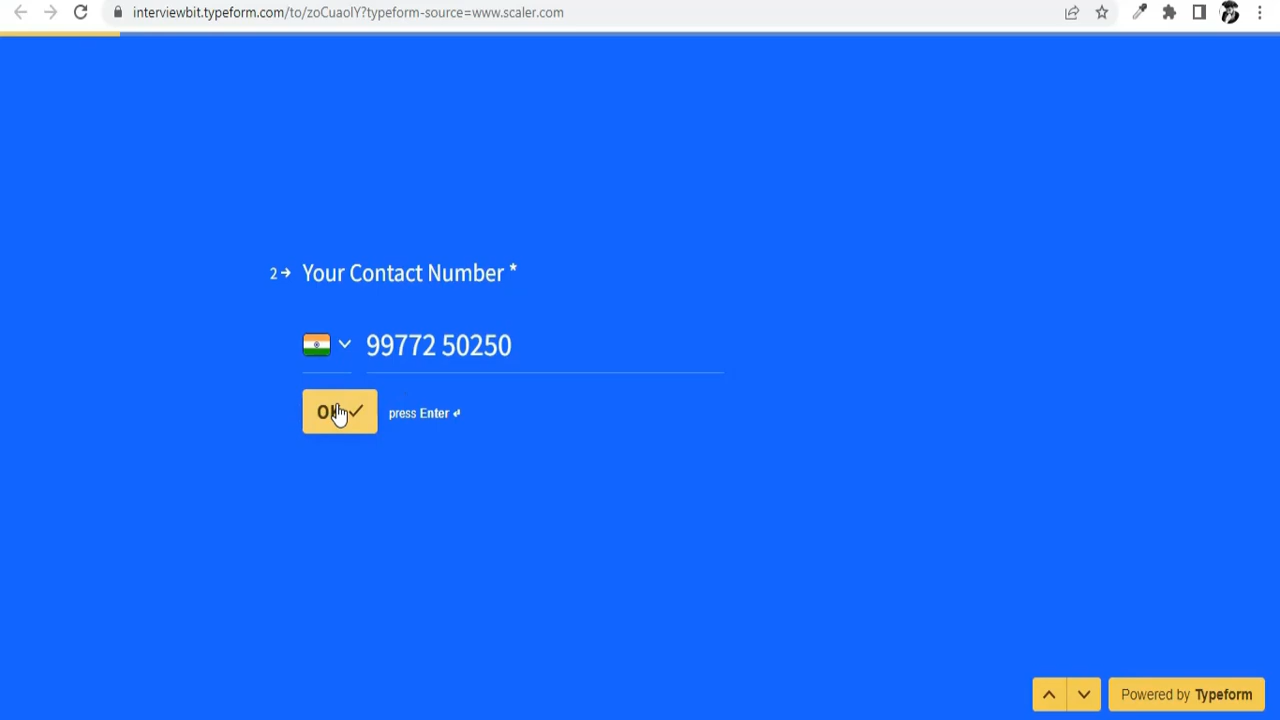 interviewbit.typeform.com/to/zoCuaolY?typeform-source=www.scaler.com
2 → Your Contact Number *
99772 50250
OK
press Enter ↵
Powered by Typeform